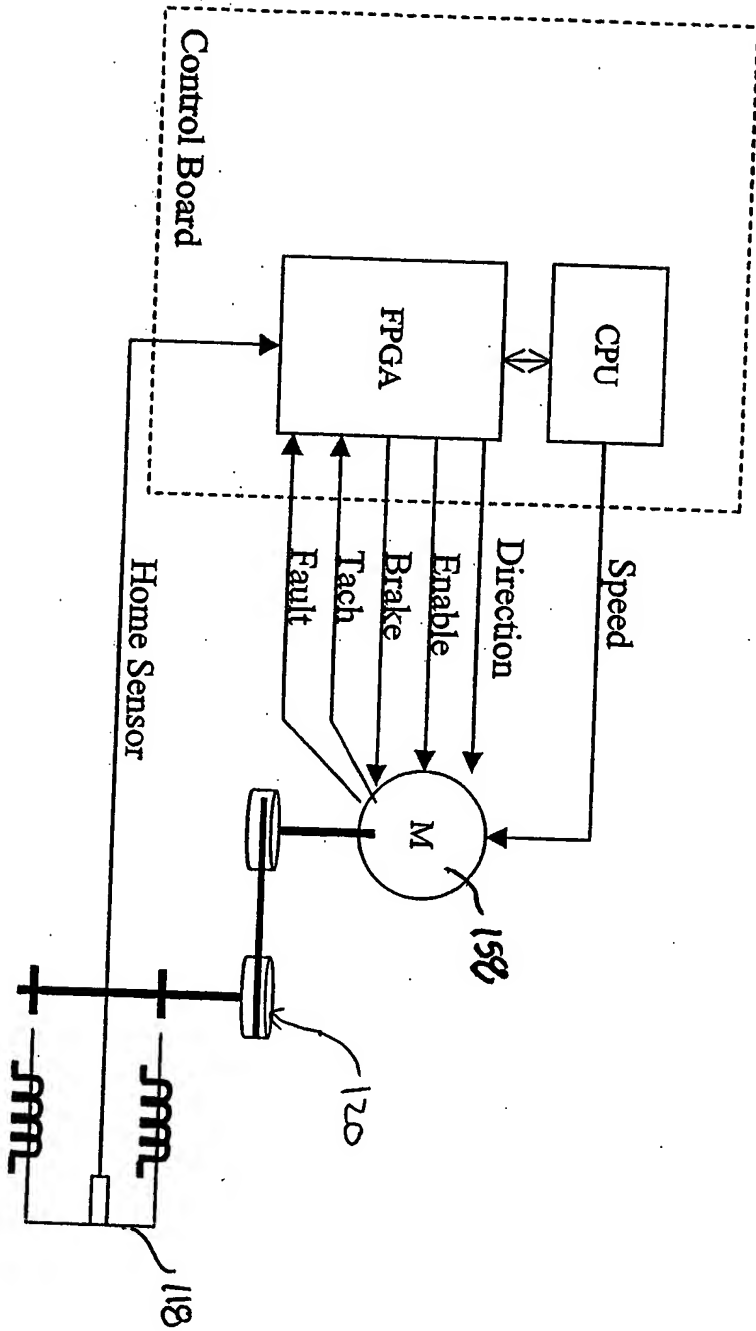 Speed
CPU
Direction
158
Enable
M
Brake
FPGA
Tach
120
Fault
Control Board
118
Home Sensor